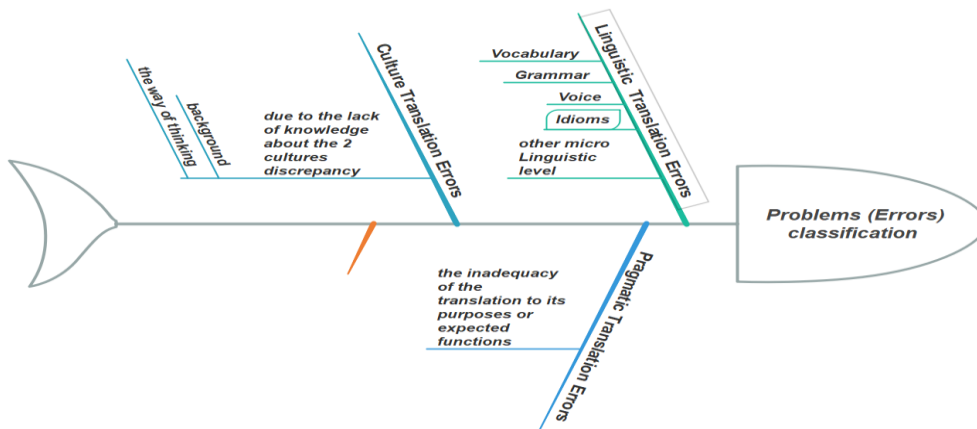 Problems (Errors)
classification
Linguistic Translation Errors
Vocabulary
Grammar
Voice
Idioms
other micro
Linguistic
level
Culture Translation Errors
due to the lack
of knowledge
about the 2
cultures
discrepancy
background
the way of thinking
Pragmatic Translation Errors
the inadequacy
of the
translation to its
purposes or
expected
functions